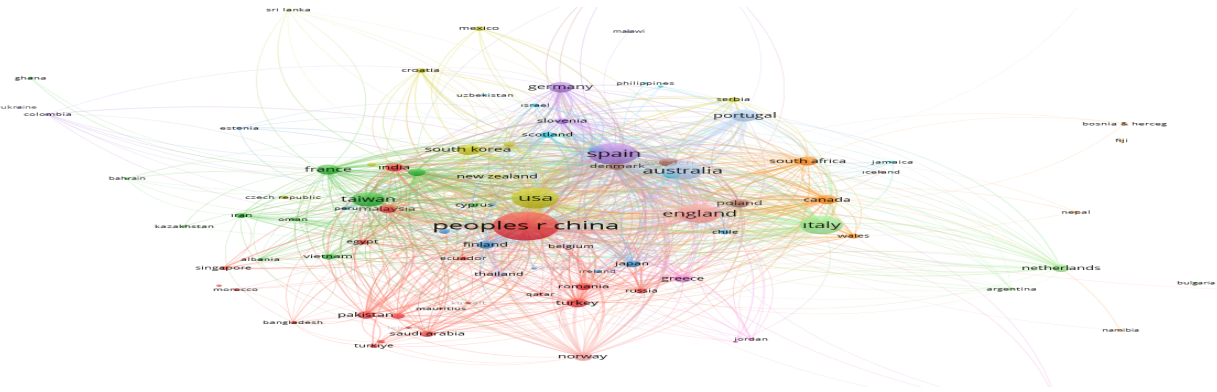 sri lanka
mexico
malawi
croatia
ghana
philippines
germany
uzbekistan
serbia
israel
ukraine
colombia
portugal
slovenia
bosnia & herceg
estonia
scotland
fiji
south korea
spain
denmark
south africa
jamaica
france
india
australia
iceland
new zealand
bahrain
czech republic
taiwan
usa
canada
peru
malaysia
cyprus
poland
iran
oman
england
nepal
kazakhstan
peoples r china
italy
chile
wales
egypt
finland
belgium
vietnam
albania
ecuador
singapore
thailand
ireland
japan
netherlands
greece
bulgaria
morocco
qatar
romania
russia
argentina
turkey
mauritius
pakistan
bangladesh
saudi arabia
namibia
turkiye
jordan
norway